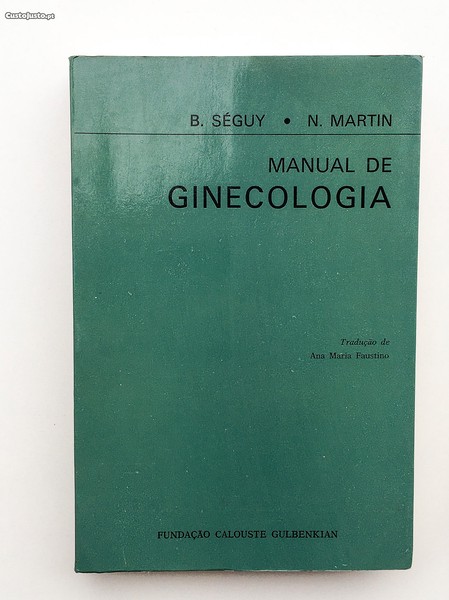 CustoJusto.pt
B. SÉGUY • N. MARTIN
MANUAL DE
GINECOLOGIA
Tradução de
Ana Maria Faustino
FUNDAÇÃO CALOUSTE GULBENKIAN